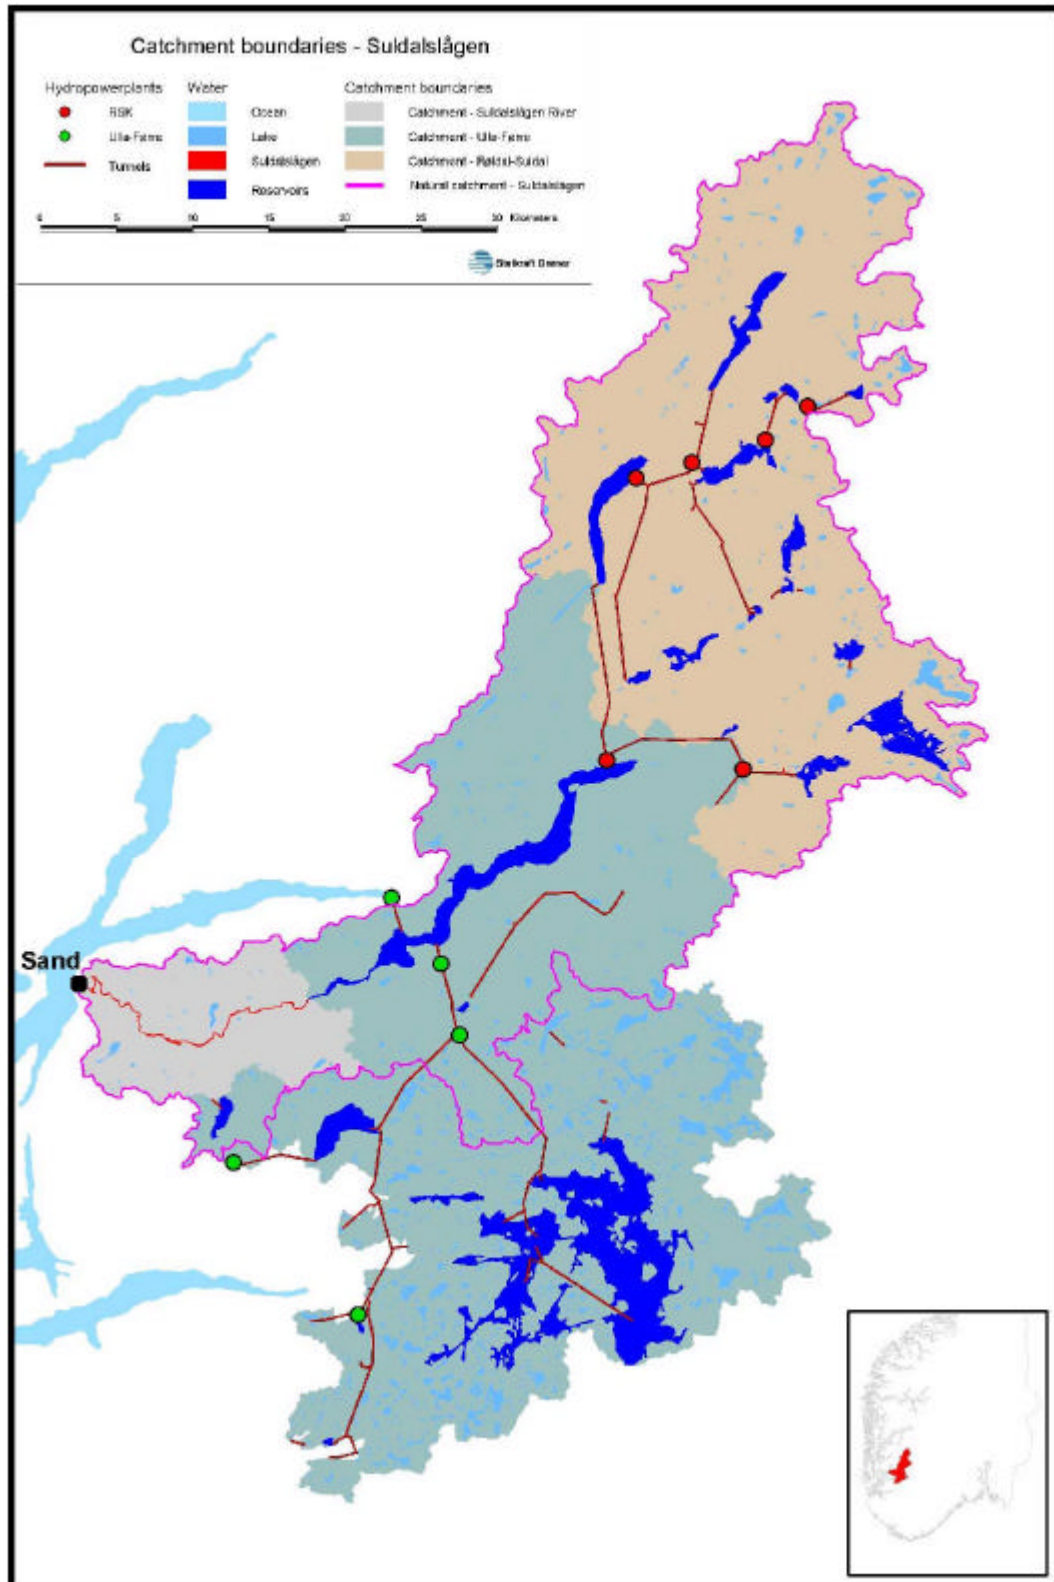 Catchment boundaries - Suldalslågen
Hydropowerplants
Water
Catchment boundaries
RSK
Ocean
Catchment - Suldalslågen River
Ulla-Førre
Lake
Catchment - Ulla-Førre
Tunnels
Suldalslågen
Catchment - Røldal-Suldal
Reservoirs
Natural catchment - Suldalslågen
0 5 10 15 20 25 30 Kilometers
Statkraft Grøner
Sand